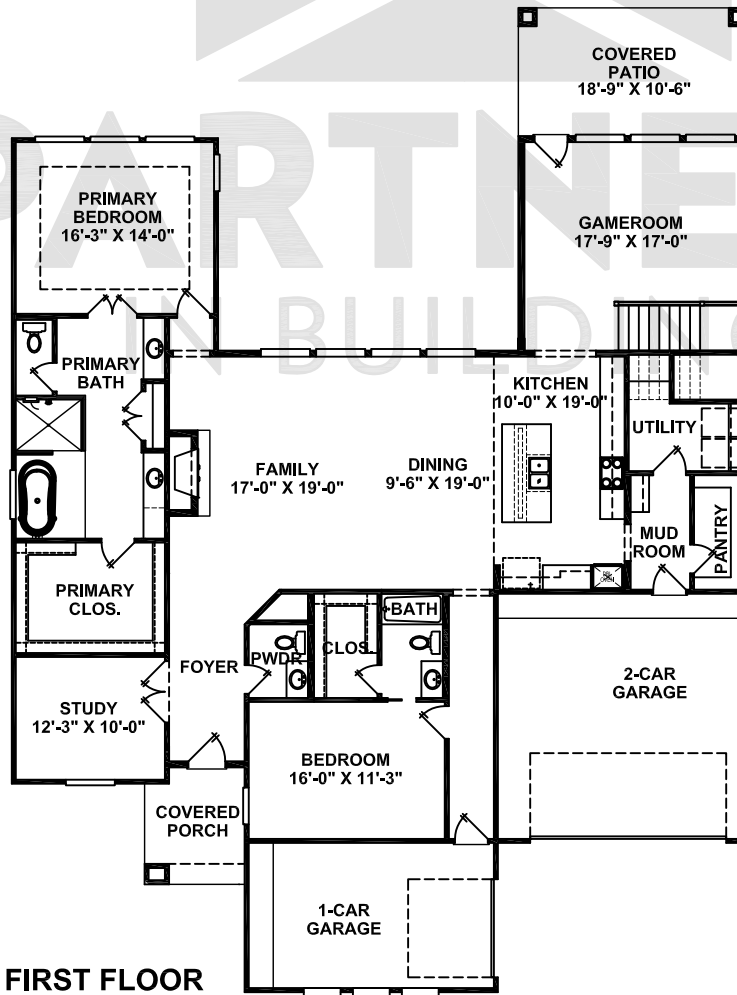 COVERED
PATIO
18'-9" X 10'-6"
PARTNE
IN BUILDING
PRIMARY
BEDROOM
16'-3" X 14'-0"
GAMEROOM
17'-9" X 17'-0"
PRIMARY
BATH
KITCHEN
10'-0" X 19'-0"
UTILITY
FAMILY
17'-0" X 19'-0"
DINING
9'-6" X 19'-0"
MUD
ROOM
PANTRY
PRIMARY
CLOS.
BATH
CLOS.
PWDR
FOYER
STUDY
12'-3" X 10'-0"
2-CAR
GARAGE
BEDROOM
16'-0" X 11'-3"
COVERED
PORCH
1-CAR
GARAGE
FIRST FLOOR